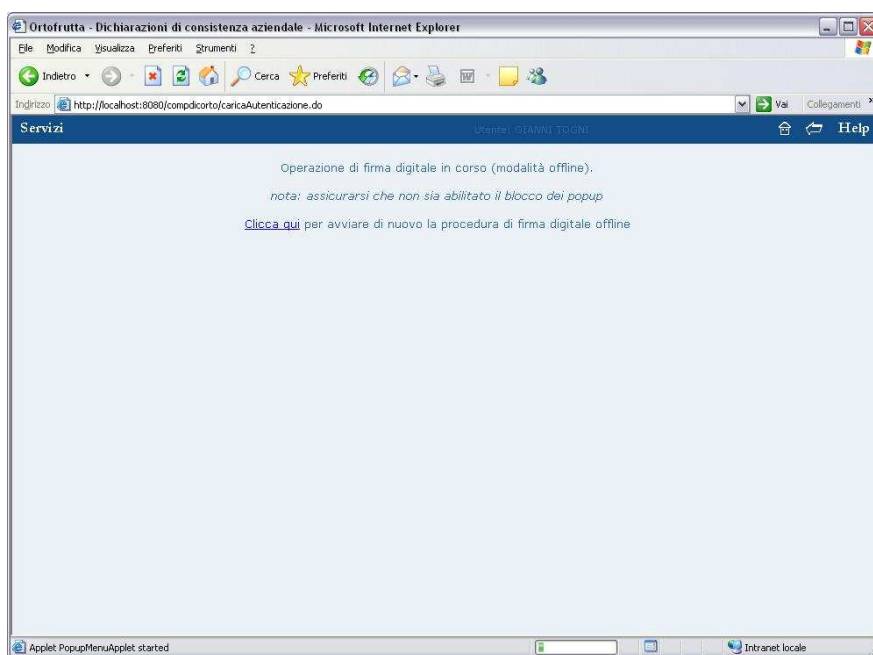 Ortofrutta - Dichiarazioni di consistenza aziendale - Microsoft Internet Explorer
File Modifica Visualizza Preferiti Strumenti ?
Indietro Cerca Preferiti
Indirizzo http://localhost:8080/compdicorto/caricaAutenticazione.do Vai Collegamenti »
Servizi Utente: GIANNI TOGNI Help
Operazione di firma digitale in corso (modalità offline).
nota: assicurarsi che non sia abilitato il blocco dei popup
Clicca qui per avviare di nuovo la procedura di firma digitale offline
Applet PopupMenuApplet started Intranet locale